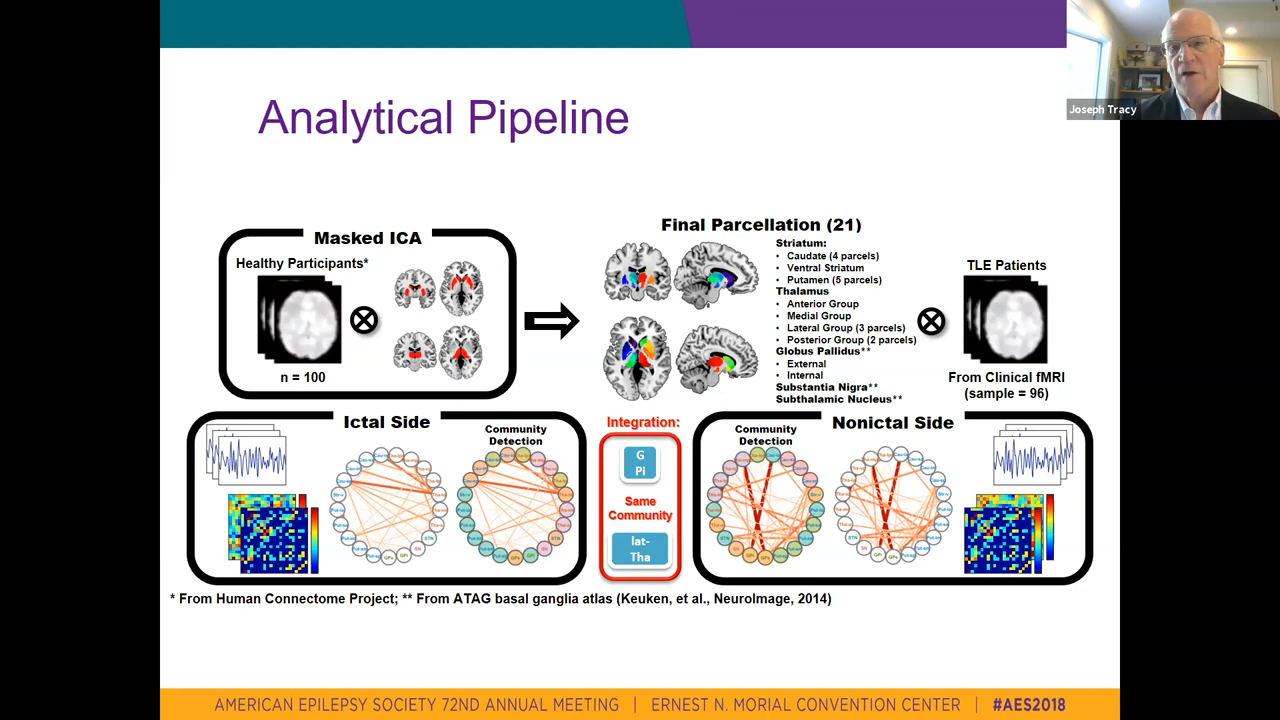 Joseph Tracy
Analytical Pipeline
Masked ICA
Healthy Participants*
n = 100
Final Parcellation (21)
Striatum:
• Caudate (4 parcels)
• Ventral Striatum
• Putamen (5 parcels)
Thalamus
• Anterior Group
• Medial Group
• Lateral Group (3 parcels)
• Posterior Group (2 parcels)
Globus Pallidus**
• External
• Internal
Substantia Nigra**
Subthalamic Nucleus**
TLE Patients
From Clinical fMRI
(sample = 96)
Ictal Side
Community
Detection
Integration:
G
Pi
Same
Community
lat-
Tha
Nonictal Side
Community
Detection
* From Human Connectome Project; ** From ATAG basal ganglia atlas (Keuken, et al., NeuroImage, 2014)
AMERICAN EPILEPSY SOCIETY 72ND ANNUAL MEETING | ERNEST N. MORIAL CONVENTION CENTER | #AES2018